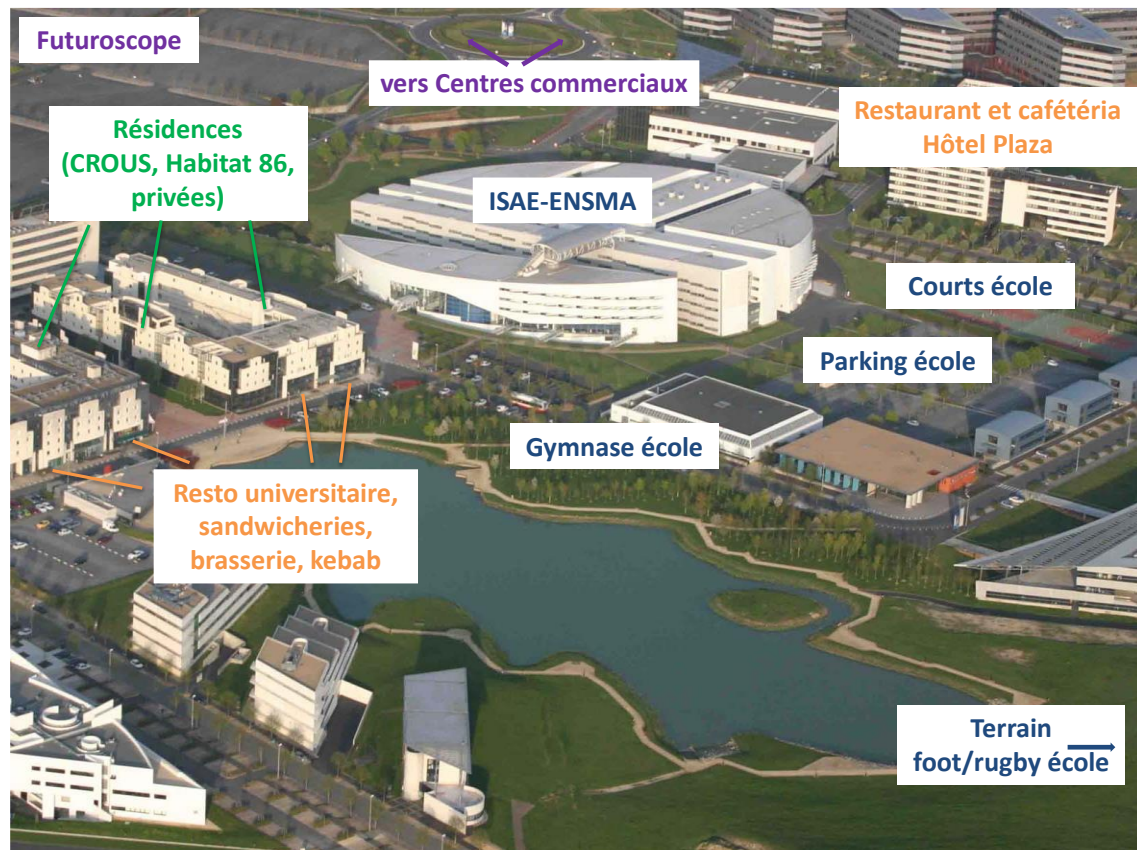 Futuroscope
vers Centres commerciaux
Résidences
(CROUS, Habitat 86,
privées)
Restaurant et cafétéria
Hôtel Plaza
ISAE-ENSMA
Courts école
Parking école
Gymnase école
Resto universitaire,
sandwicheries,
brasserie, kebab
Terrain
foot/rugby école